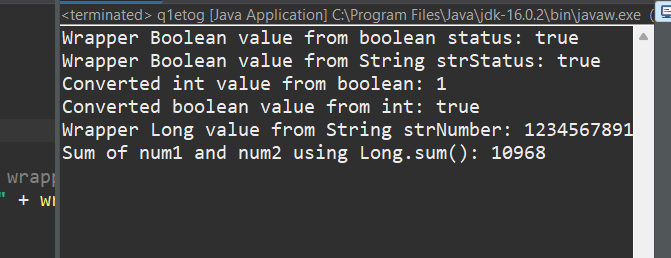 <terminated> q1etog [Java Application] C:\Program Files\Java\jdk-16.0.2\bin\javaw.exe (
Wrapper Boolean value from boolean status: true
Wrapper Boolean value from String strStatus: true
Converted int value from boolean: 1
Converted boolean value from int: true
Wrapper Long value from String strNumber: 1234567891
Sum of num1 and num2 using Long.sum(): 10968
wrapp
" + wr